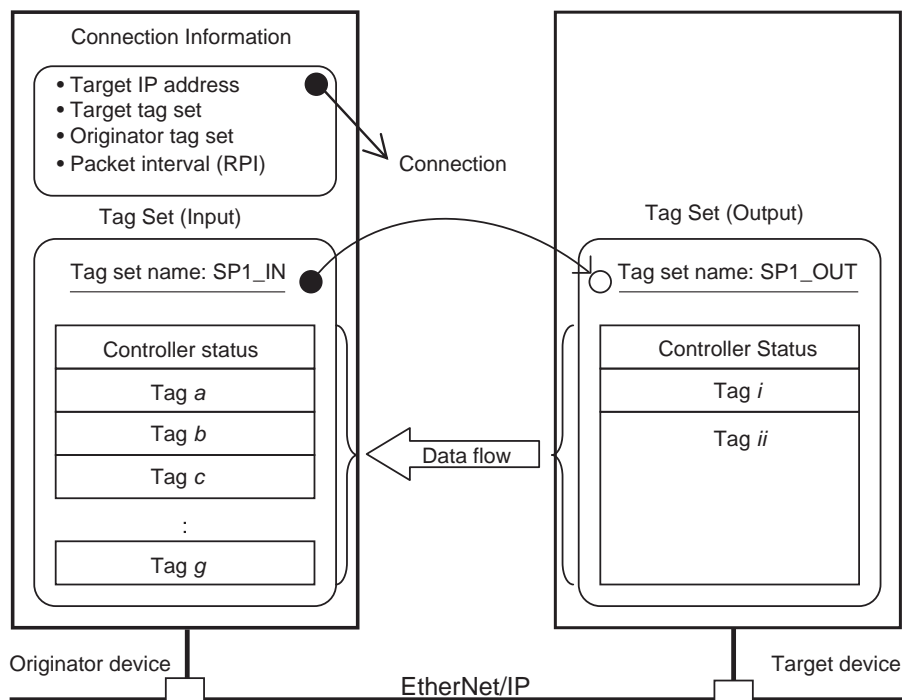 Connection Information
• Target IP address
• Target tag set
• Originator tag set
• Packet interval (RPI)
Connection
Tag Set (Input)
Tag set name: SP1_IN
Controller status
Tag a
Tag b
Tag c
:
Tag g
Data flow
Tag Set (Output)
Tag set name: SP1_OUT
Controller Status
Tag i
Tag ii
Originator device
EtherNet/IP
Target device